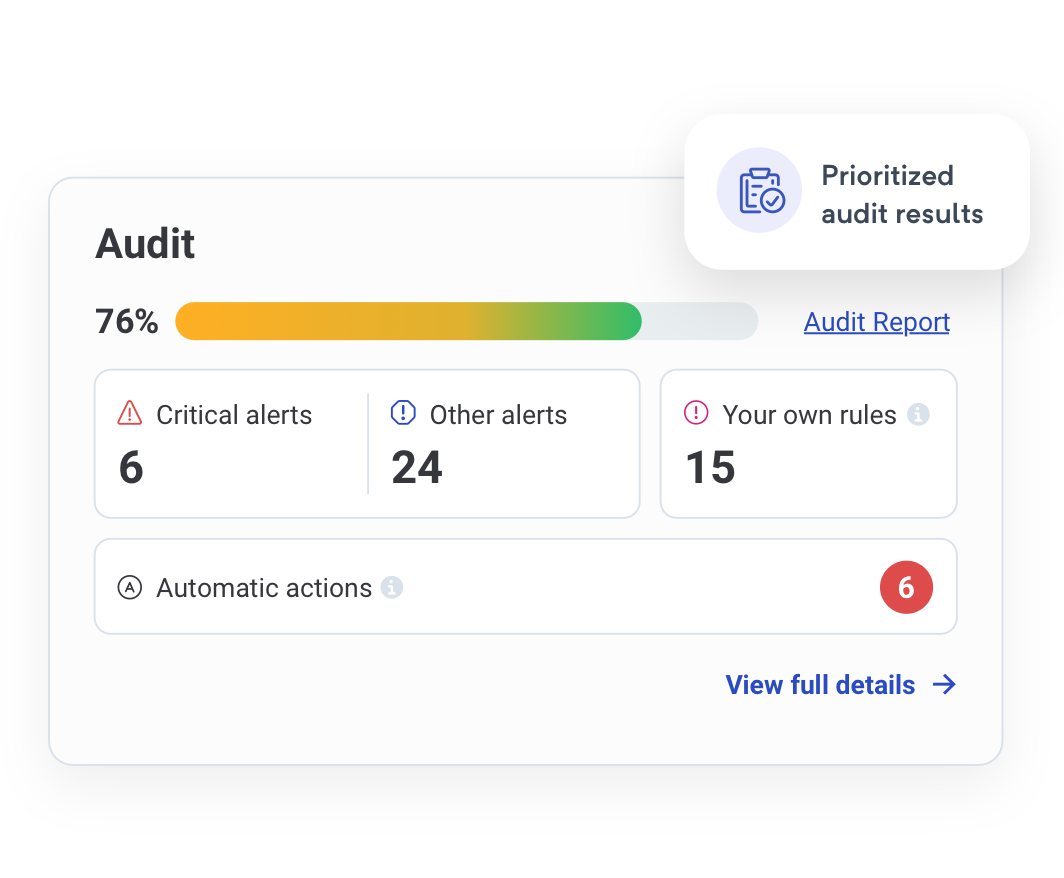 Prioritized
audit results
Audit
76%
Audit Report
Critical alerts
6
Other alerts
24
Your own rules
15
Automatic actions
6
View full details